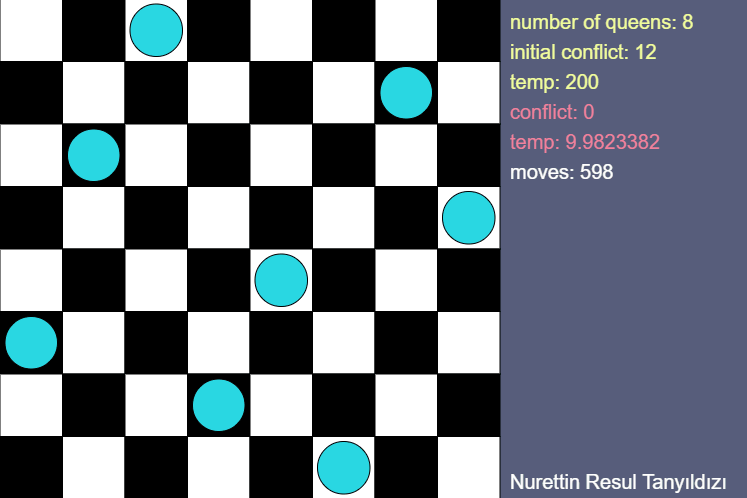 number of queens: 8
initial conflict: 12
temp: 200
conflict: 0
temp: 9.9823382
moves: 598
Nurettin Resul Tanyıldızı